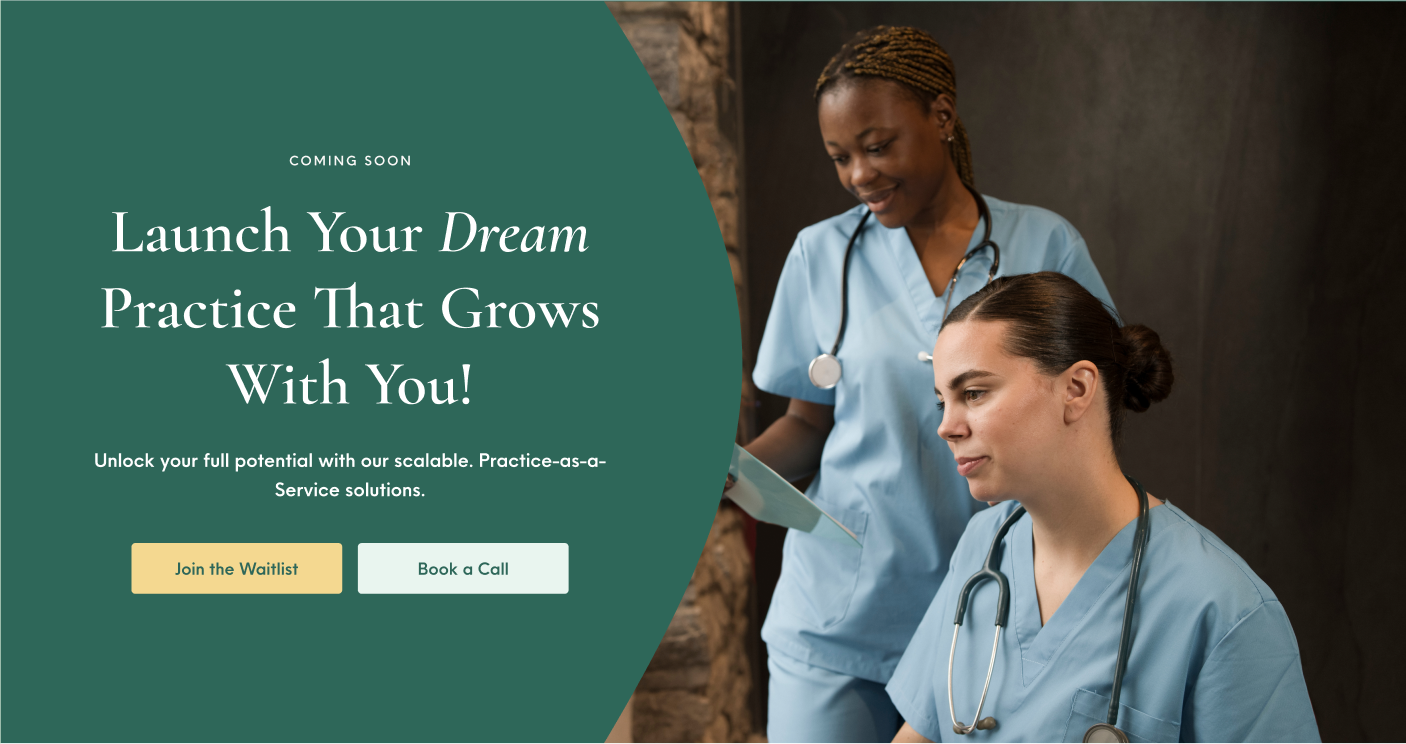 COMING SOON
Launch Your Dream
Practice That Grows
With You!
Unlock your full potential with our scalable. Practice-as-a-
Service solutions.
Join the Waitlist
Book a Call